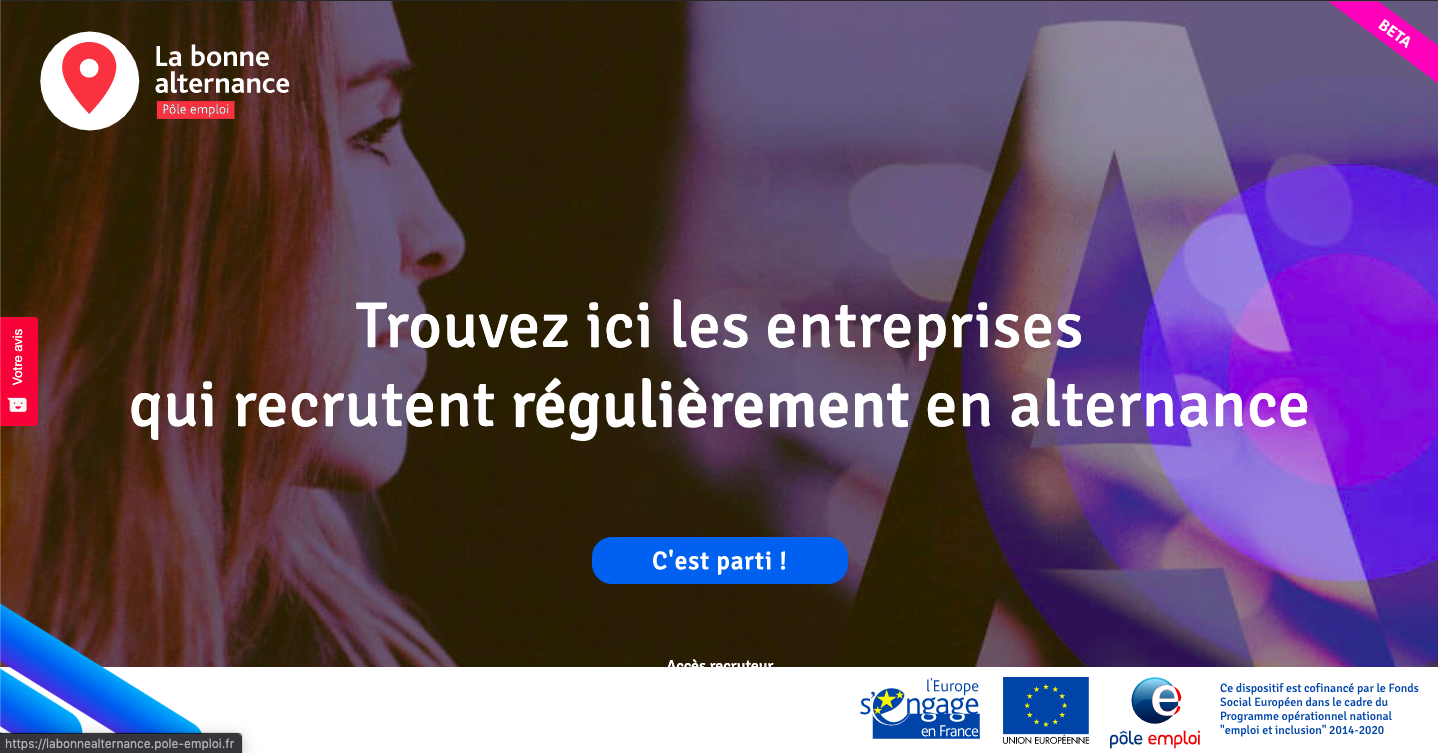 La bonne
alternance
Pôle emploi
BETA
Votre avis
Trouvez ici les entreprises
qui recrutent régulièrement en alternance
C'est parti !
Accès recruteur
l'Europe
s'engage
en France
UNION EUROPÉENNE
pôle emploi
Ce dispositif est cofinancé par le Fonds
Social Européen dans le cadre du
Programme opérationnel national
"emploi et inclusion" 2014-2020
https://labonnealternance.pole-emploi.fr